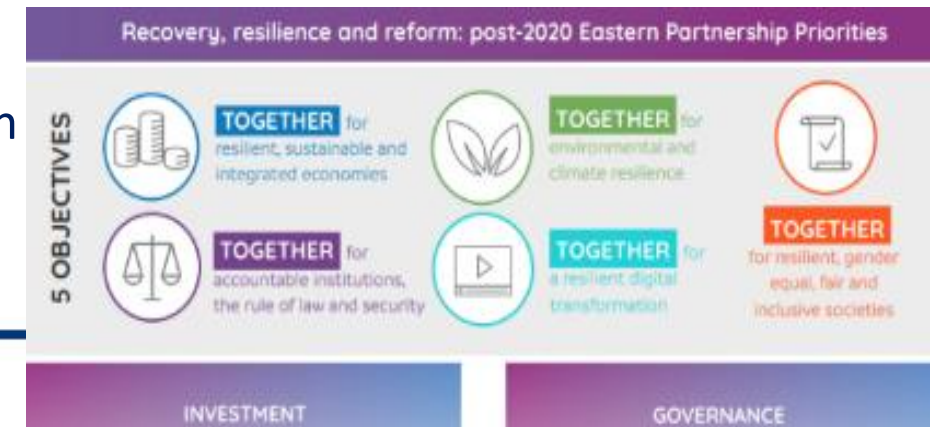 Recovery, resilience and reform: post-2020 Eastern Partnership Priorities
n
5 OBJECTIVES
TOGETHER for
resilient, sustainable and
integrated economies
TOGETHER for
environmental and
climate resilience
TOGETHER for
accountable institutions,
the rule of law and security
TOGETHER for
a resilient digital
transformation
TOGETHER
for resilient, gender
equal, fair and
inclusive societies
INVESTMENT
GOVERNANCE